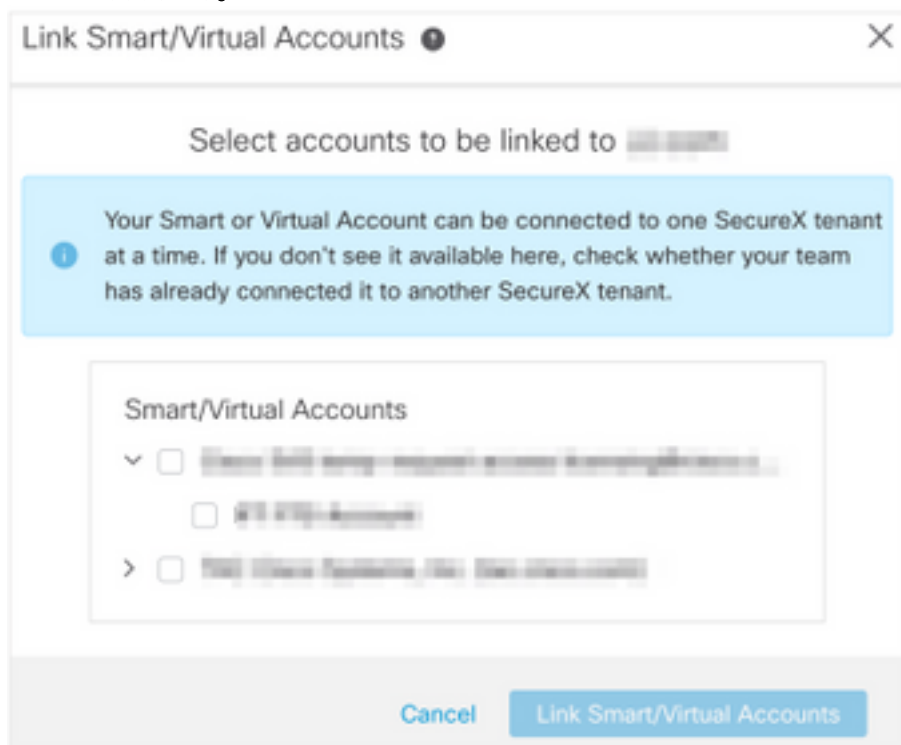 Link Smart/Virtual Accounts
Select accounts to be linked to
Your Smart or Virtual Account can be connected to one SecureX tenant
at a time. If you don't see it available here, check whether your team
has already connected it to another SecureX tenant.
Smart/Virtual Accounts
Cancel
Link Smart/Virtual Accounts